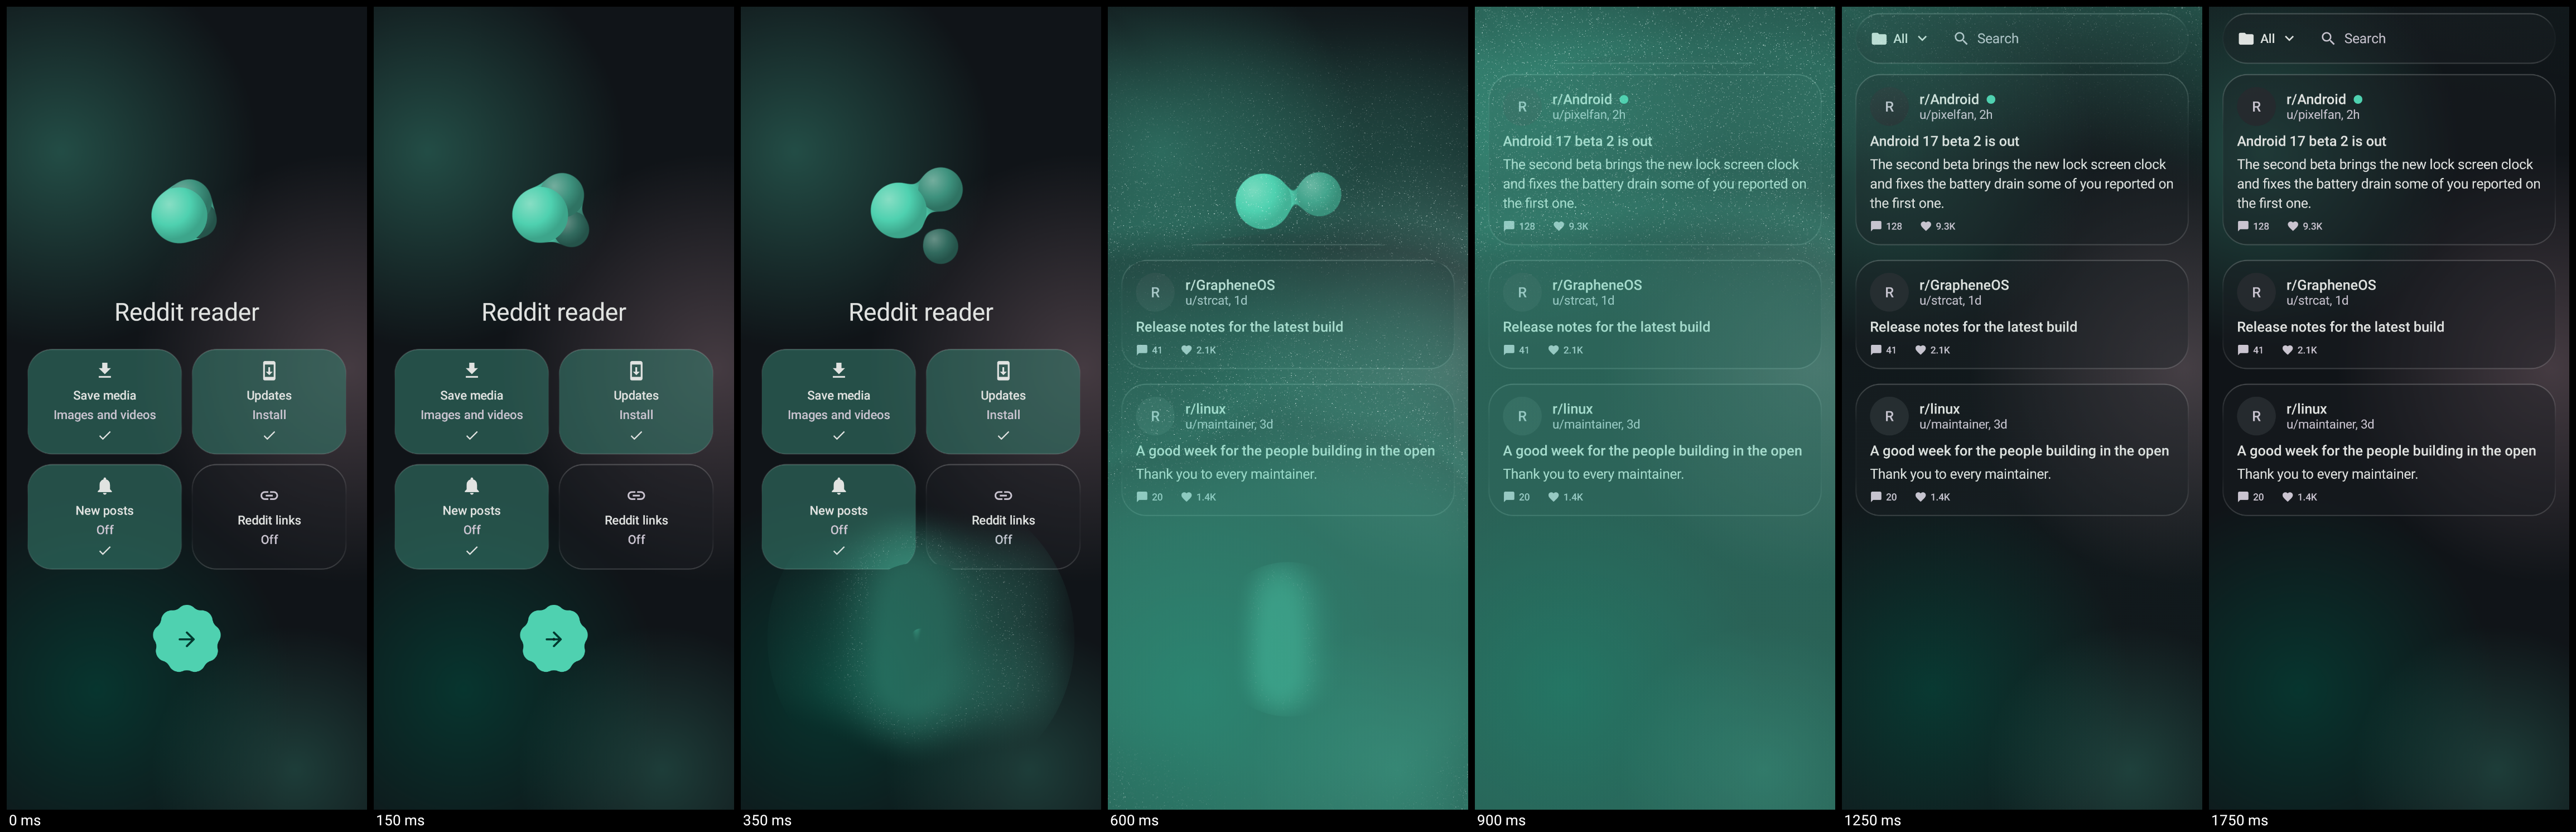 Reddit reader
Save media
Images and videos
Updates
Install
New posts
Off
Reddit links
Off
0 ms
Reddit reader
Save media
Images and videos
Updates
Install
New posts
Off
Reddit links
Off
150 ms
Reddit reader
Save media
Images and videos
Updates
Install
New posts
Off
Reddit links
Off
350 ms
R
r/GrapheneOS
u/strcat, 1d
Release notes for the latest build
41 2.1K
R
r/linux
u/maintainer, 3d
A good week for the people building in the open
Thank you to every maintainer.
20 1.4K
600 ms
R
r/Android
u/pixelfan, 2h
Android 17 beta 2 is out
The second beta brings the new lock screen clock
and fixes the battery drain some of you reported on
the first one.
128 9.3K
R
r/GrapheneOS
u/strcat, 1d
Release notes for the latest build
41 2.1K
R
r/linux
u/maintainer, 3d
A good week for the people building in the open
Thank you to every maintainer.
20 1.4K
900 ms
All Search
R
r/Android
u/pixelfan, 2h
Android 17 beta 2 is out
The second beta brings the new lock screen clock
and fixes the battery drain some of you reported on
the first one.
128 9.3K
R
r/GrapheneOS
u/strcat, 1d
Release notes for the latest build
41 2.1K
R
r/linux
u/maintainer, 3d
A good week for the people building in the open
Thank you to every maintainer.
20 1.4K
1250 ms
All Search
R
r/Android
u/pixelfan, 2h
Android 17 beta 2 is out
The second beta brings the new lock screen clock
and fixes the battery drain some of you reported on
the first one.
128 9.3K
R
r/GrapheneOS
u/strcat, 1d
Release notes for the latest build
41 2.1K
R
r/linux
u/maintainer, 3d
A good week for the people building in the open
Thank you to every maintainer.
20 1.4K
1750 ms